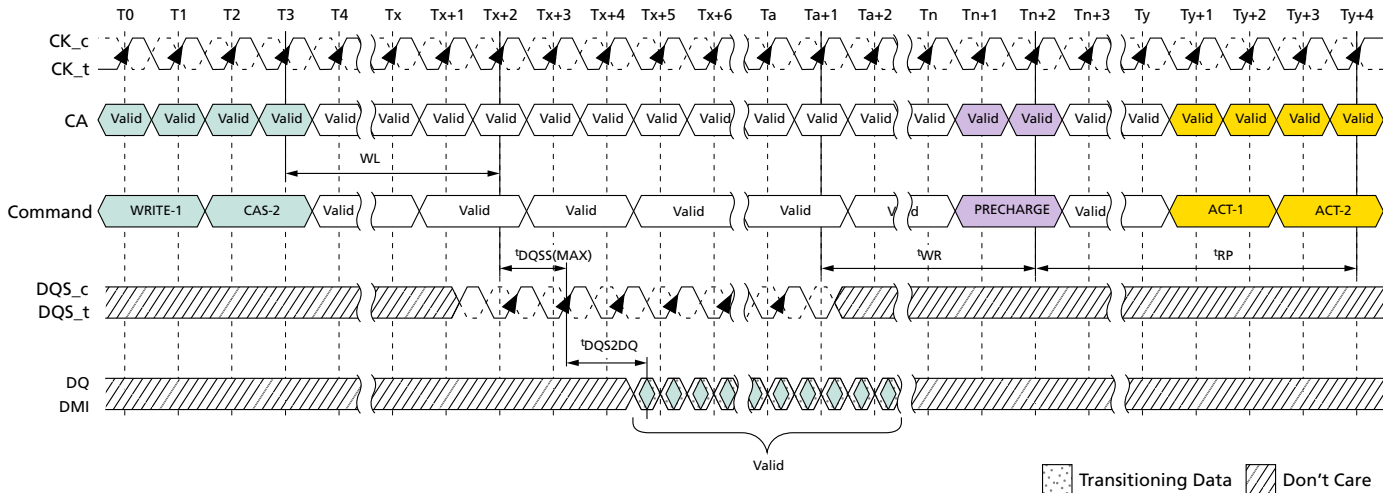 T0 T1 T2 T3 T4 Tx Tx+1 Tx+2 Tx+3 Tx+4 Tx+5 Tx+6 Ta Ta+1 Ta+2 Tn Tn+1 Tn+2 Tn+3 Ty Ty+1 Ty+2 Ty+3 Ty+4
CK_c
CK_t
CA Valid Valid Valid Valid Valid Valid Valid Valid Valid Valid Valid Valid Valid Valid Valid Valid Valid Valid Valid Valid Valid Valid Valid Valid
WL
Command WRITE-1 CAS-2 Valid Valid Valid Valid Valid PRECHARGE Valid ACT-1 ACT-2
tDQSS(MAX) tWR tRP
DQS_c
DQS_t
tDQS2DQ
DQ
DMI
Valid
Transitioning Data Don't Care